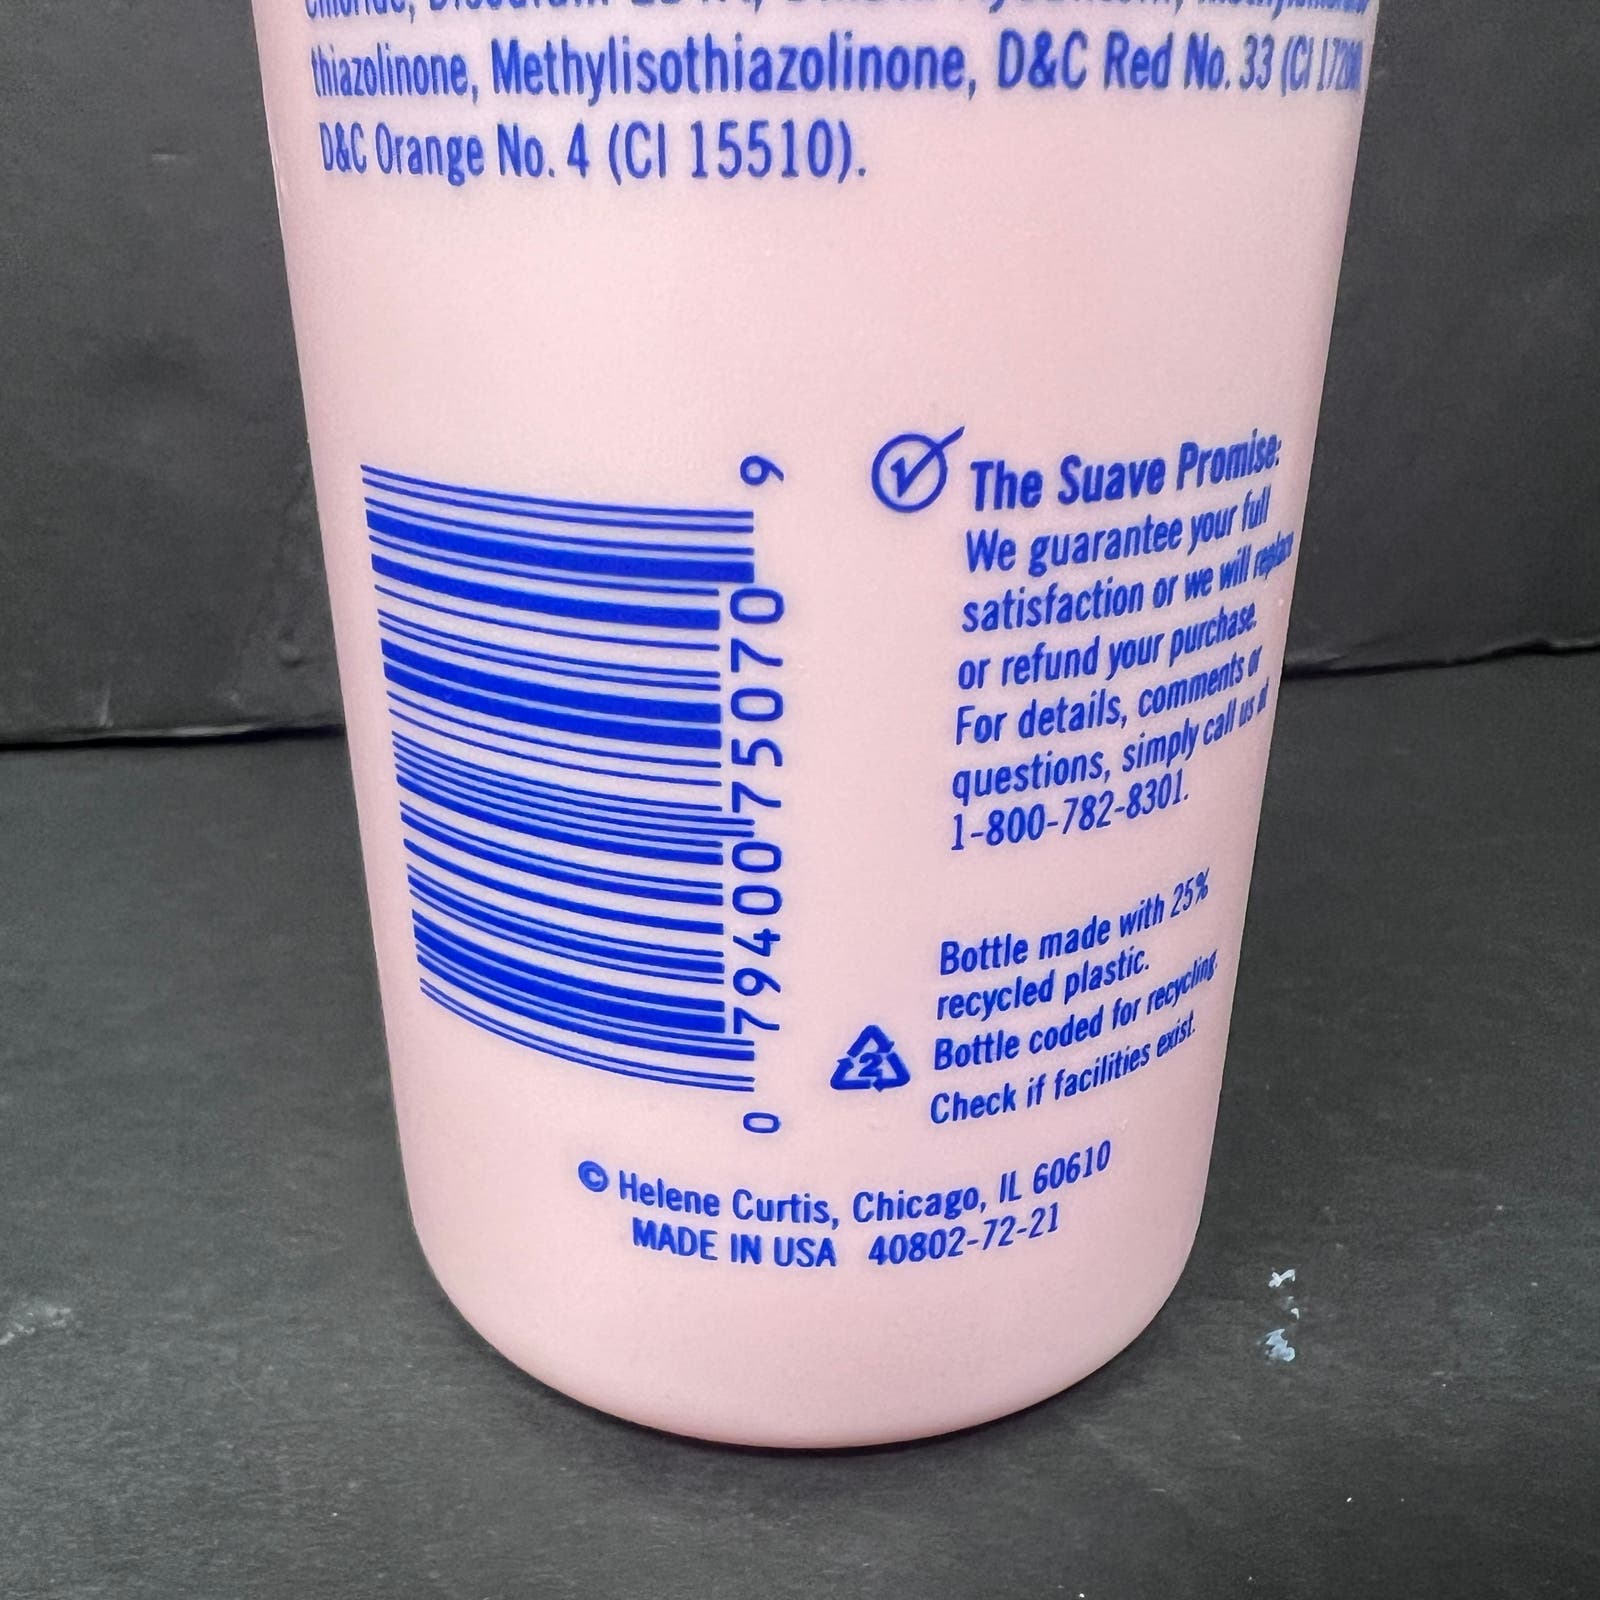 thiazolinone, Methylisothiazolinone, D&C Red No. 33 (CI
D&C Orange No. 4 (CI 15510).
The Suave Promise:
We guarantee your full
satisfaction or we will replace
or refund your purchase.
For details, comments or
questions, simply call us at
1-800-782-8301.
Bottle made with 25%
recycled plastic.
Bottle coded for recycling.
Check if facilities exist.
2
0 79400 75070 9
© Helene Curtis, Chicago, IL 60610
MADE IN USA 40802-72-21